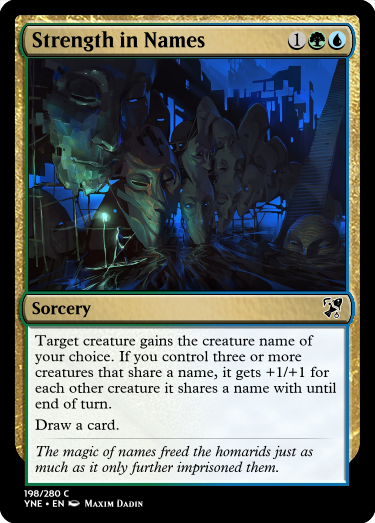 Strength in Names 1
Sorcery
Target creature gains the creature name of
your choice. If you control three or more
creatures that share a name, it gets +1/+1 for
each other creature it shares a name with until
end of turn.
Draw a card.
The magic of names freed the homarids just as
much as it only further imprisoned them.
198/280 C
YNE • EN Maxim Dadin